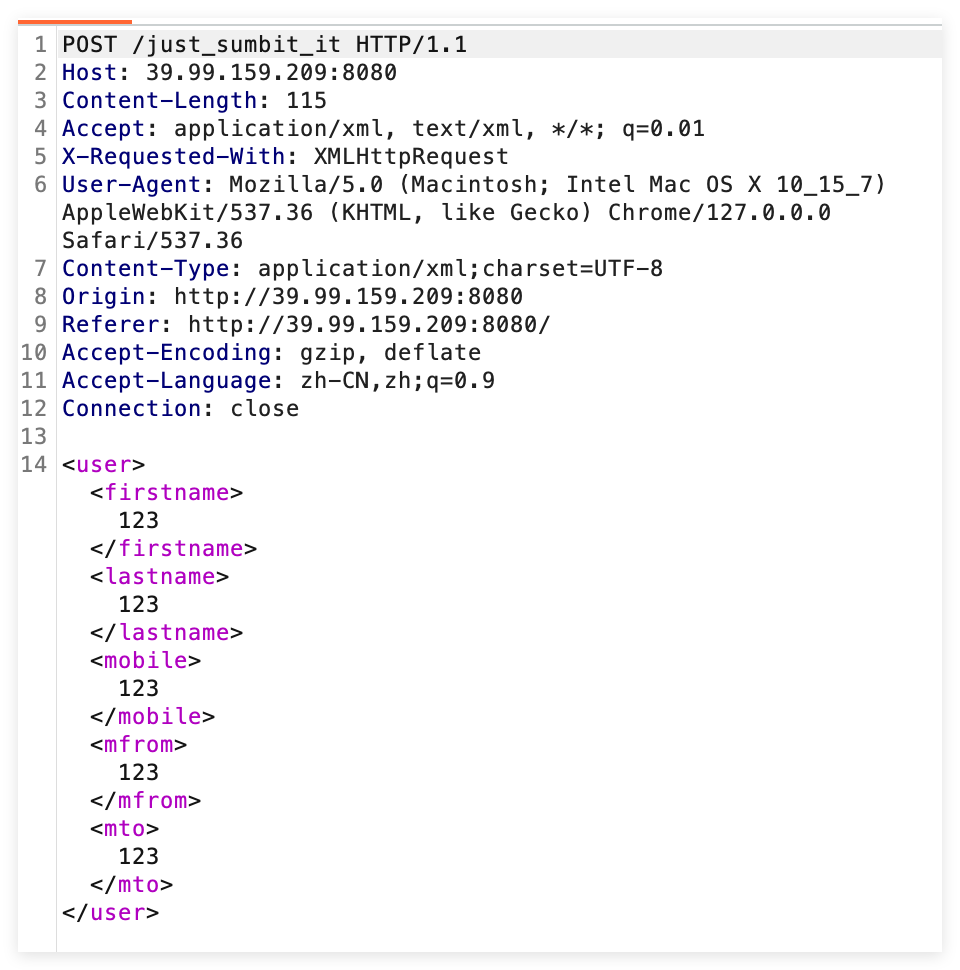 1 POST /just_sumbit_it HTTP/1.1
2 Host: 39.99.159.209:8080
3 Content-Length: 115
4 Accept: application/xml, text/xml, */*; q=0.01
5 X-Requested-With: XMLHttpRequest
6 User-Agent: Mozilla/5.0 (Macintosh; Intel Mac OS X 10_15_7)
AppleWebKit/537.36 (KHTML, like Gecko) Chrome/127.0.0.0
Safari/537.36
7 Content-Type: application/xml;charset=UTF-8
8 Origin: http://39.99.159.209:8080
9 Referer: http://39.99.159.209:8080/
10 Accept-Encoding: gzip, deflate
11 Accept-Language: zh-CN,zh;q=0.9
12 Connection: close
13
14 <user>
<firstname>
123
</firstname>
<lastname>
123
</lastname>
<mobile>
123
</mobile>
<mfrom>
123
</mfrom>
<mto>
123
</mto>
</user>